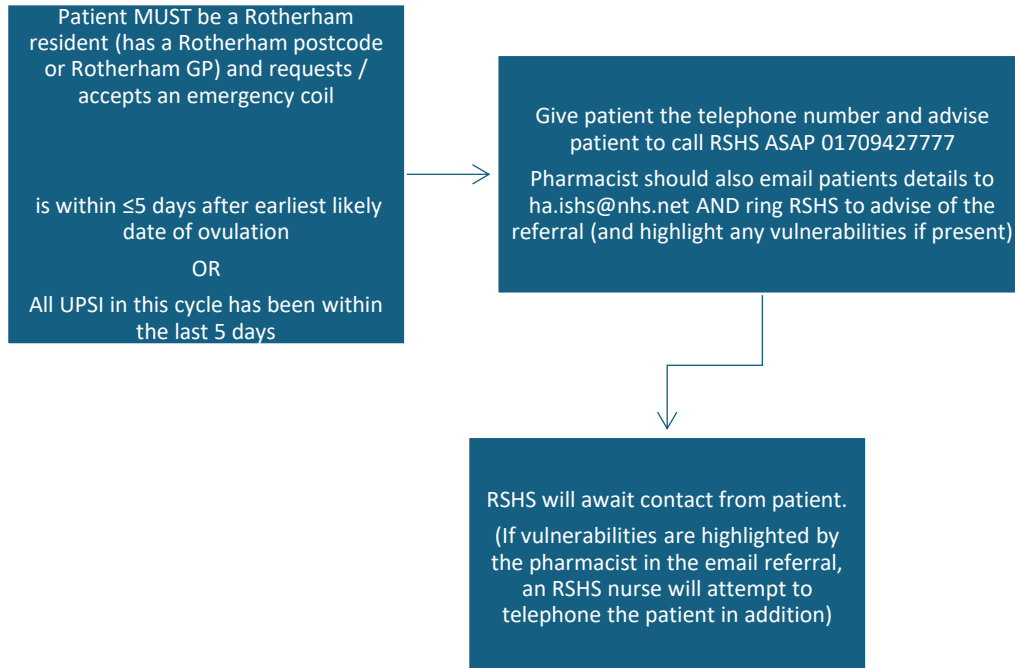 Patient MUST be a Rotherham
resident (has a Rotherham postcode
or Rotherham GP) and requests /
accepts an emergency coil
is within ≤5 days after earliest likely
date of ovulation
OR
All UPSI in this cycle has been within
the last 5 days
Give patient the telephone number and advise
patient to call RSHS ASAP 01709427777
Pharmacist should also email patients details to
ha.ishs@nhs.net AND ring RSHS to advise of the
referral (and highlight any vulnerabilities if present)
RSHS will await contact from patient.
(If vulnerabilities are highlighted by
the pharmacist in the email referral,
an RSHS nurse will attempt to
telephone the patient in addition)